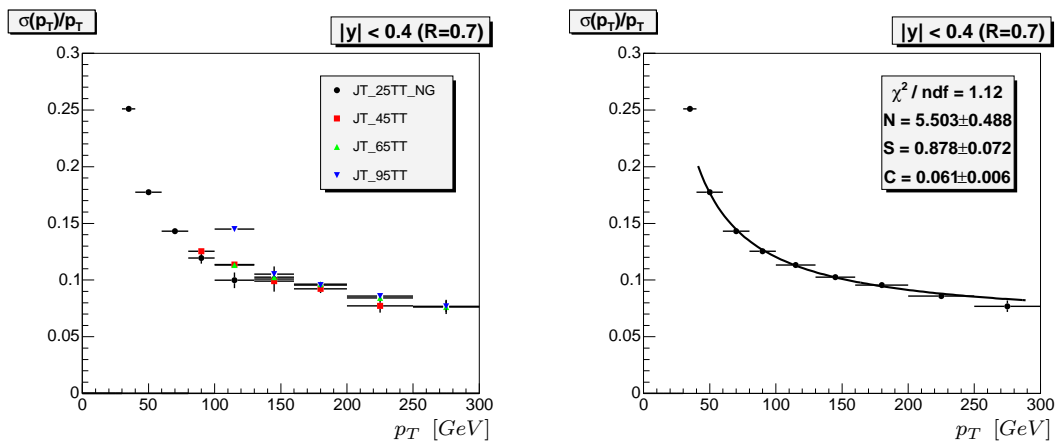 σ(p_T)/p_T
|y| < 0.4 (R=0.7)
0.3
0.25
0.2
0.15
0.1
0.05
0
JT_25TT_NG
JT_45TT
JT_65TT
JT_95TT
0 50 100 150 200 250 300
p_T [GeV]
σ(p_T)/p_T
|y| < 0.4 (R=0.7)
0.3
0.25
0.2
0.15
0.1
0.05
0
χ² / ndf = 1.12
N = 5.503±0.488
S = 0.878±0.072
C = 0.061±0.006
0 50 100 150 200 250 300
p_T [GeV]